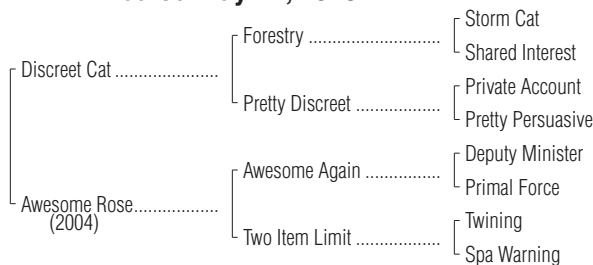 Storm Cat
Forestry
Shared Interest
Discreet Cat
Private Account
Pretty Discreet
Pretty Persuasive
Deputy Minister
Awesome Again
Primal Force
Awesome Rose
(2004)
Twining
Two Item Limit
Spa Warning